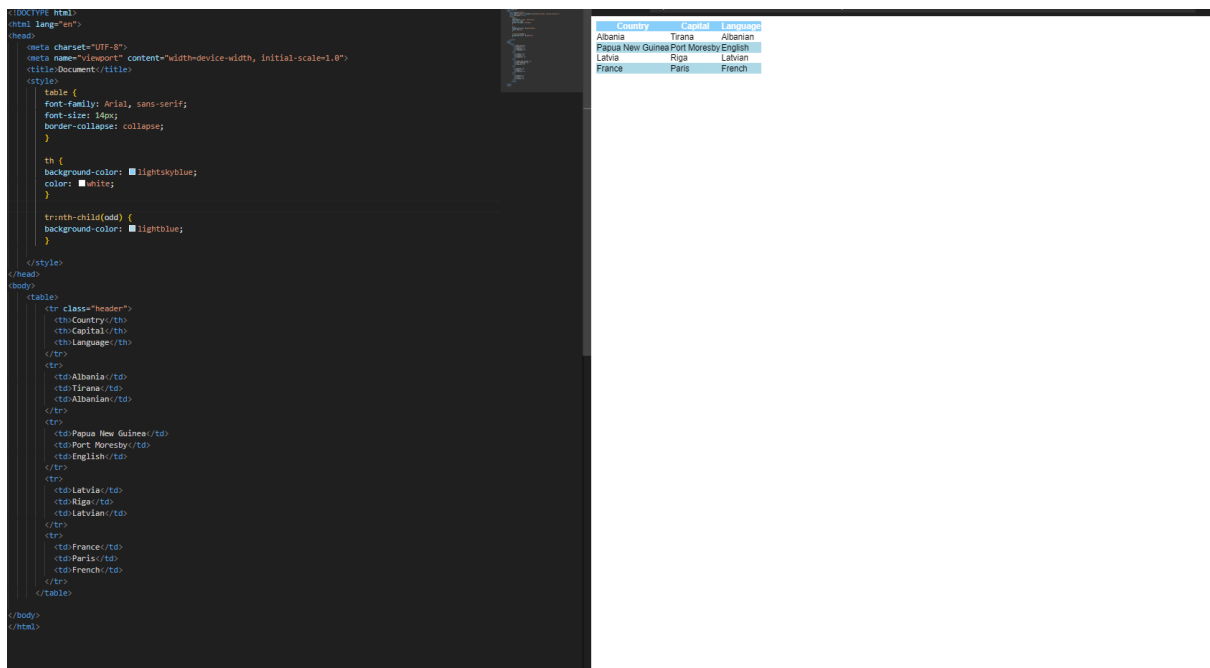 <!DOCTYPE html>
<html lang="en">
<head>
<meta charset="UTF-8">
<meta name="viewport" content="width=device-width, initial-scale=1.0">
<title>Document</title>
<style>
table {
font-family: Arial, sans-serif;
font-size: 14px;
border-collapse: collapse;
}
th {
background-color: lightskyblue;
color: white;
}
tr:nth-child(odd) {
background-color: lightblue;
}
</style>
</head>
<body>
<table>
<tr class="header">
<th>Country</th>
<th>Capital</th>
<th>Language</th>
</tr>
<tr>
<td>Albania</td>
<td>Tirana</td>
<td>Albanian</td>
</tr>
<tr>
<td>Papua New Guinea</td>
<td>Port Moresby</td>
<td>English</td>
</tr>
<tr>
<td>Latvia</td>
<td>Riga</td>
<td>Latvian</td>
</tr>
<tr>
<td>France</td>
<td>Paris</td>
<td>French</td>
</tr>
</table>
</body>
</html>
Country Capital Language
Albania Tirana Albanian
Papua New Guinea Port Moresby English
Latvia Riga Latvian
France Paris French